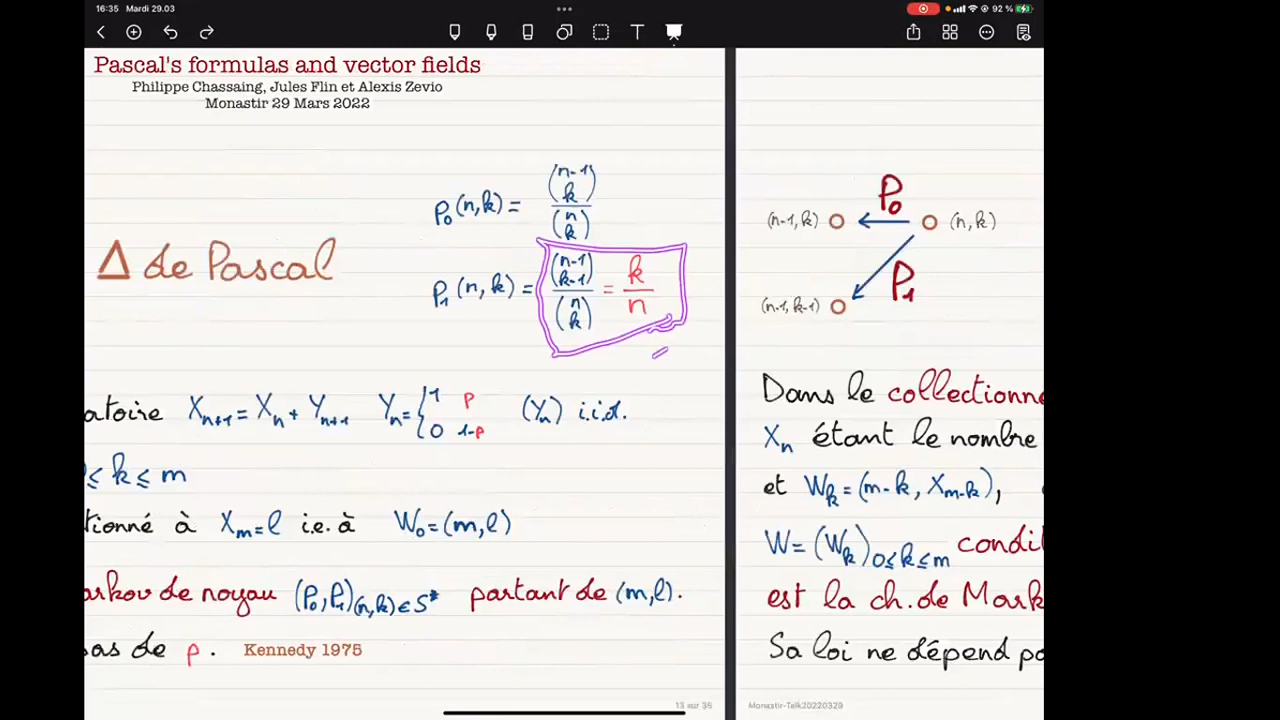 16:35 Mardi 29.03
92 %
Pascal's formulas and vector fields
Philippe Chassaing, Jules Flin et Alexis Zevio
Monastir 29 Mars 2022
P₀(n,k) = (n-1 k) / (n k)
Δ de Pascal
P₁(n,k) = (n-1 k-1) / (n k) = k/n
atoire Xₙ₊₁ = Xₙ + Yₙ₊₁ Yₙ = { 1 p
0 1-p
(Yₙ) i.i.d.
≤ k ≤ m
tionné à Xₘ = l i.e. à W₀ = (m,l)
arkov de noyau (P₀,P₁)₍ₙ,ₖ₎∈S* partant de (m,l).
pas de p. Kennedy 1975
13 sur 36
P₀
(n-1,k) (n,k)
P₁
(n-1,k-1)
Dans le collectionne
Xₙ étant le nombre
et Wₖ = (m-k, Xₘ₋ₖ),
W = (Wₖ)₀≤ₖ≤ₘ condi
est la ch. de Mark
Sa loi ne dépend pa
Monastir-Talk20220329